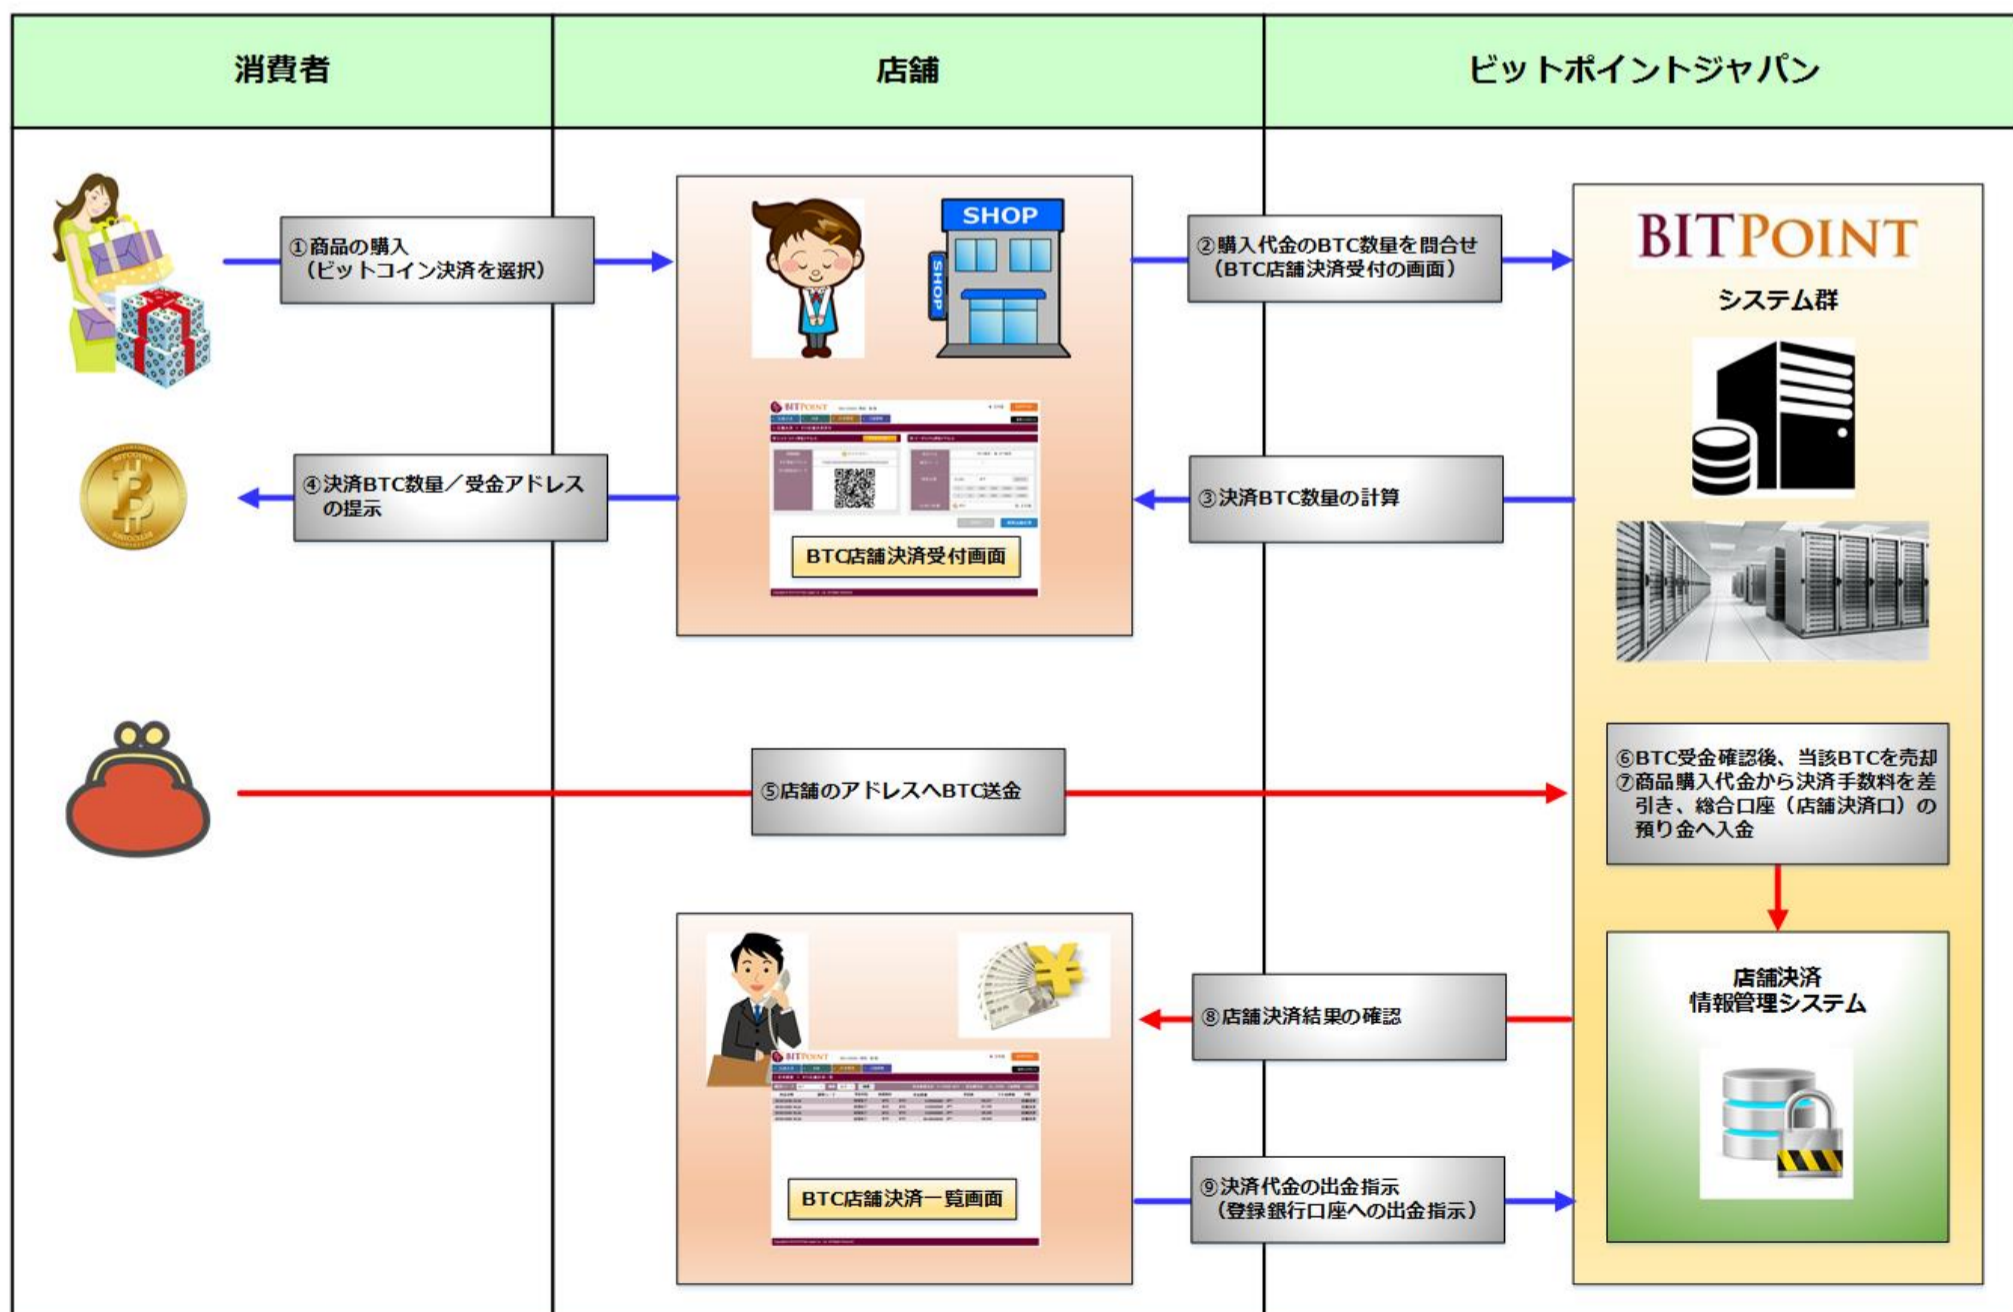 消費者
店舗
ビットポイントジャパン
①商品の購入
（ビットコイン決済を選択）
SHOP
SHOP
②購入代金のBTC数量を問合せ
（BTC店舗決済受付の画面）
BITPOINT
システム群
BITPOINT
④決済BTC数量／受金アドレス
の提示
③決済BTC数量の計算
BTC店舗決済受付画面
⑤店舗のアドレスへBTC送金
⑥BTC受金確認後、当該BTCを売却
⑦商品購入代金から決済手数料を差
引き、総合口座（店舗決済口）の
預り金へ入金
店舗決済
情報管理システム
⑧店舗決済結果の確認
BITPOINT
BTC店舗決済一覧画面
⑨決済代金の出金指示
（登録銀行口座への出金指示）